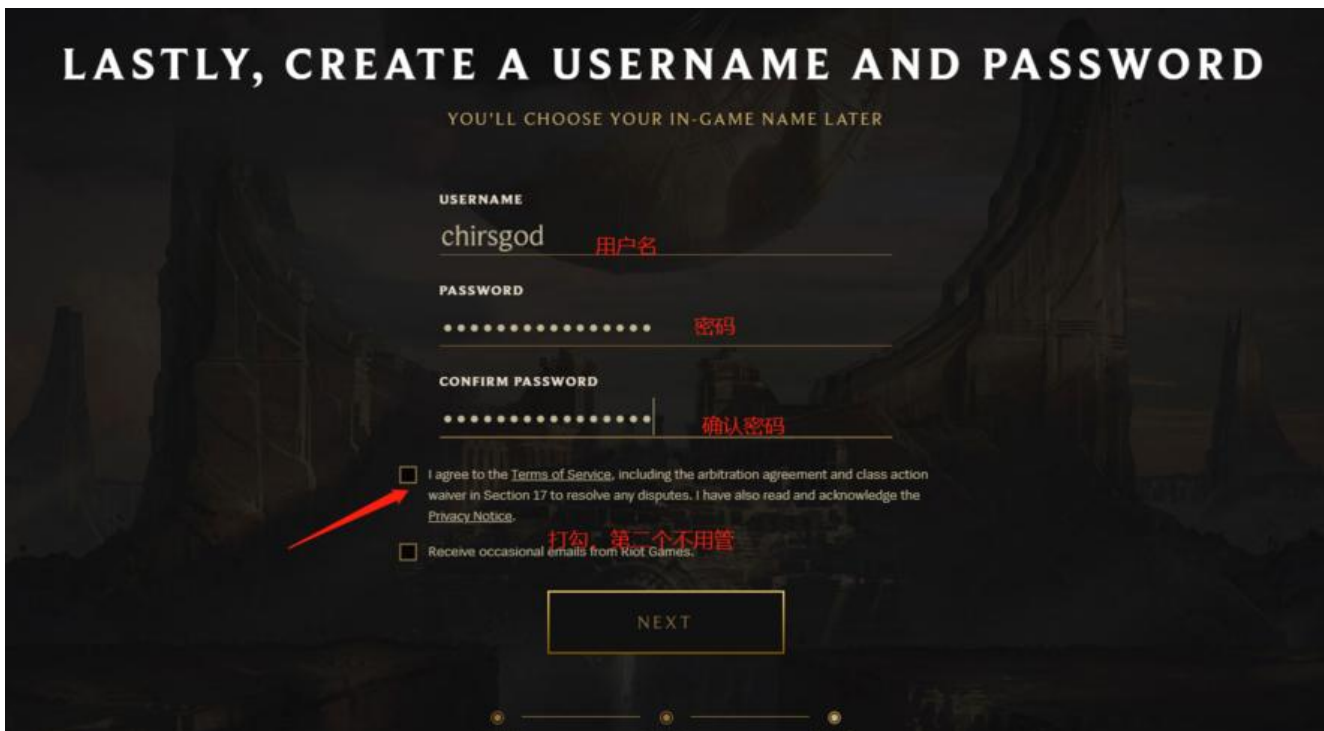 LASTLY, CREATE A USERNAME AND PASSWORD
YOU'LL CHOOSE YOUR IN-GAME NAME LATER
USERNAME
chirsgod 用户名
PASSWORD
•••••••••••••••• 密码
CONFIRM PASSWORD
•••••••••••••••• 确认密码
I agree to the Terms of Service, including the arbitration agreement and class action
waiver in Section 17 to resolve any disputes. I have also read and acknowledge the
Privacy Notice.
打勾，第二个不用管
Receive occasional emails from Riot Games.
NEXT